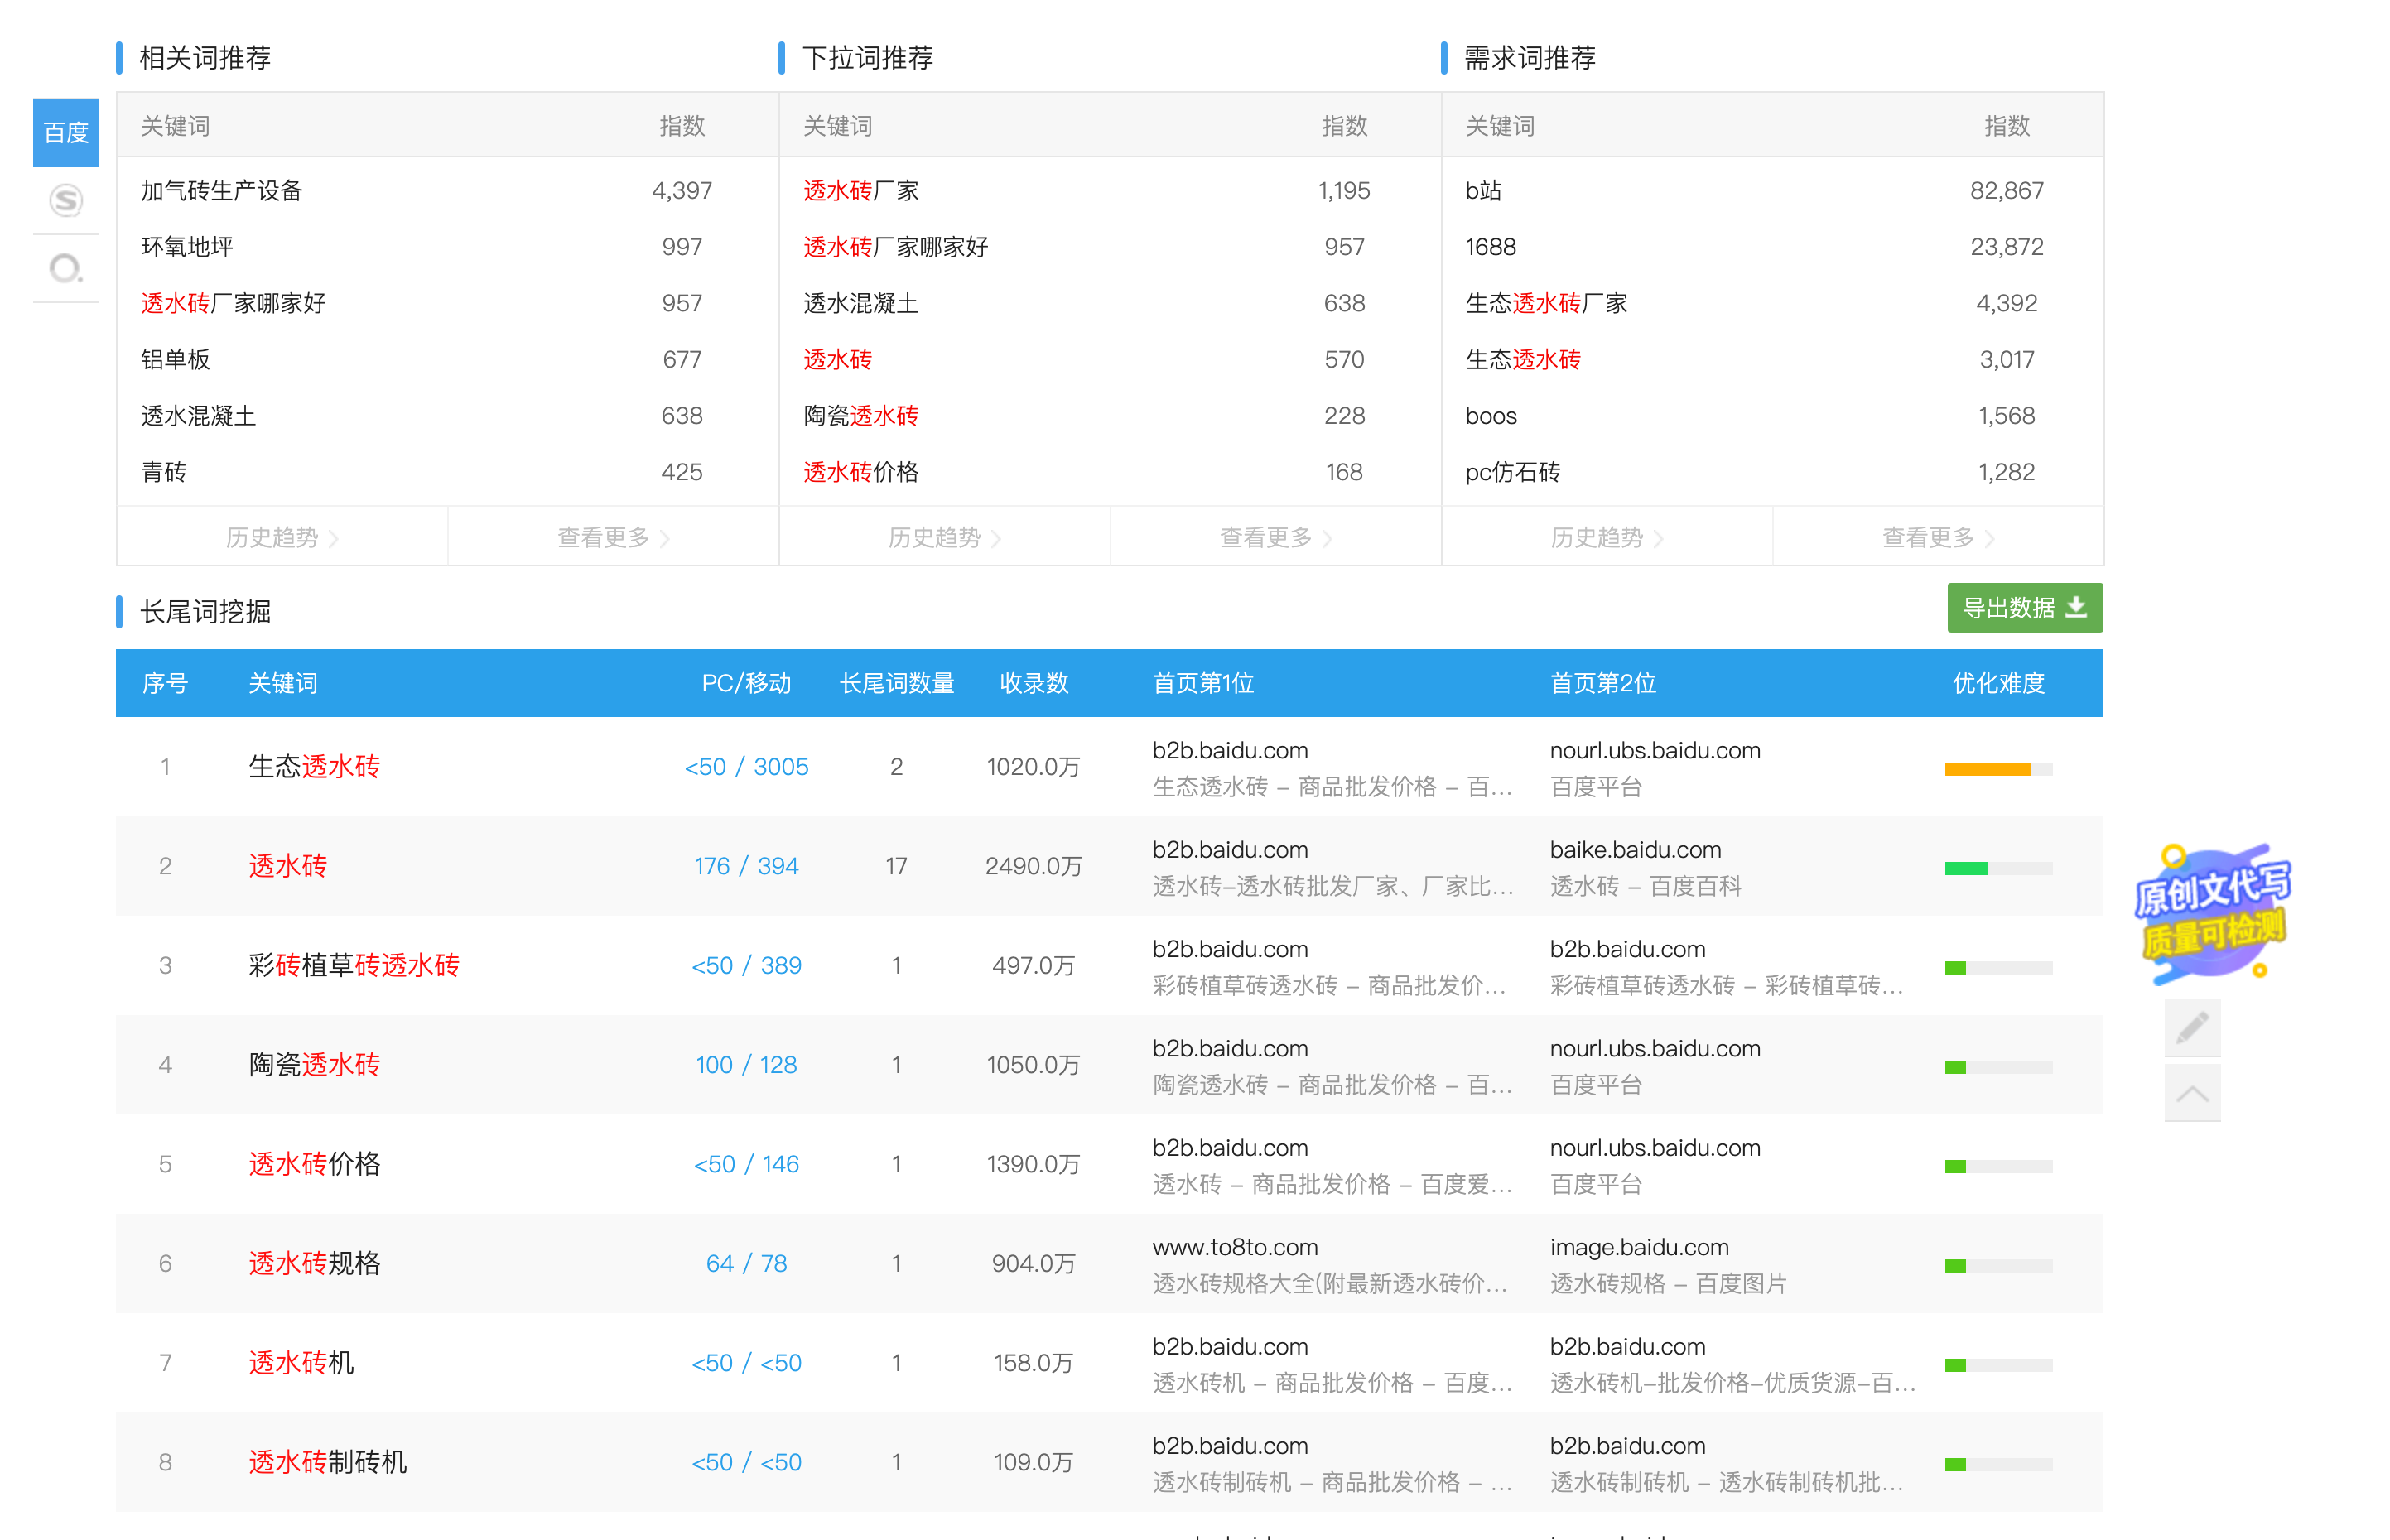 相关词推荐 下拉词推荐 需求词推荐
百度
关键词 指数 关键词 指数 关键词 指数
加气砖生产设备 4,397 透水砖厂家 1,195 b站 82,867
环氧地坪 997 透水砖厂家哪家好 957 1688 23,872
透水砖厂家哪家好 957 透水混凝土 638 生态透水砖厂家 4,392
铝单板 677 透水砖 570 生态透水砖 3,017
透水混凝土 638 陶瓷透水砖 228 boos 1,568
青砖 425 透水砖价格 168 pc仿石砖 1,282
历史趋势 查看更多 历史趋势 查看更多 历史趋势 查看更多
长尾词挖掘 导出数据
序号 关键词 PC/移动 长尾词数量 收录数 首页第1位 首页第2位 优化难度
1 生态透水砖 <50 / 3005 2 1020.0万 b2b.baidu.com nourl.ubs.baidu.com
生态透水砖 – 商品批发价格 – 百... 百度平台
2 透水砖 176 / 394 17 2490.0万 b2b.baidu.com baike.baidu.com
透水砖–透水砖批发厂家、厂家比... 透水砖 – 百度百科
3 彩砖植草砖透水砖 <50 / 389 1 497.0万 b2b.baidu.com b2b.baidu.com
彩砖植草砖透水砖 – 商品批发价... 彩砖植草砖透水砖 – 彩砖植草砖...
4 陶瓷透水砖 100 / 128 1 1050.0万 b2b.baidu.com nourl.ubs.baidu.com
陶瓷透水砖 – 商品批发价格 – 百... 百度平台
5 透水砖价格 <50 / 146 1 1390.0万 b2b.baidu.com nourl.ubs.baidu.com
透水砖 – 商品批发价格 – 百度爱... 百度平台
6 透水砖规格 64 / 78 1 904.0万 www.to8to.com image.baidu.com
透水砖规格大全(附最新透水砖价... 透水砖规格 – 百度图片
7 透水砖机 <50 / <50 1 158.0万 b2b.baidu.com b2b.baidu.com
透水砖机 – 商品批发价格 – 百度... 透水砖机–批发价格–优质货源–百...
8 透水砖制砖机 <50 / <50 1 109.0万 b2b.baidu.com b2b.baidu.com
透水砖制砖机 – 商品批发价格 – ... 透水砖制砖机 – 透水砖制砖机批...
原创文代写
质量可检测